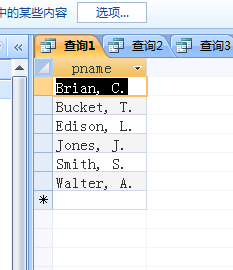 中的某些内容 选项...
« 查询1 查询2 查询3
pname
Brian, C.
Bucket, T.
Edison, L.
Jones, J.
Smith, S.
Walter, A.
*